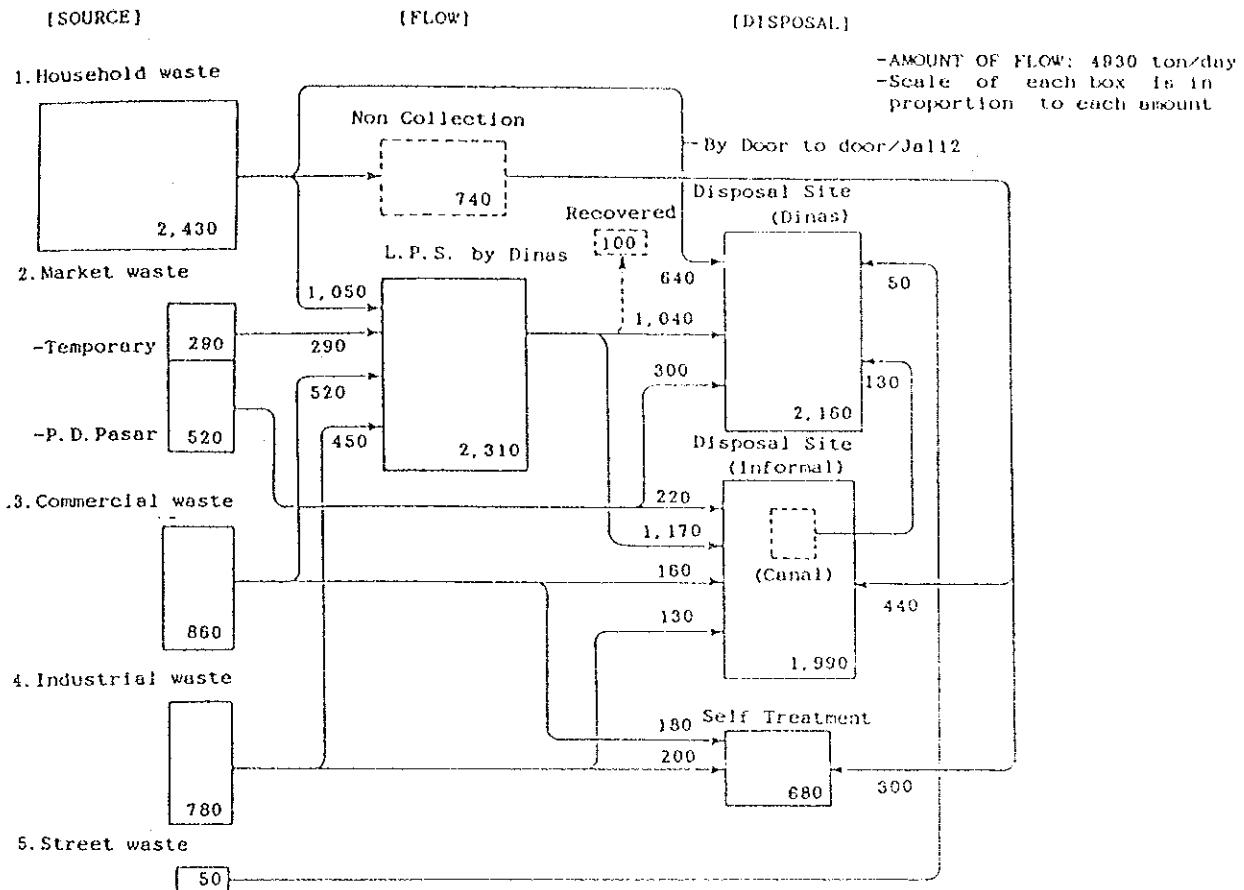 [SOURCE]
[FLOW]
[DISPOSAL]
-AMOUNT OF FLOW: 4930 ton/day
-Scale of each box is in
proportion to each amount
1.Household waste
2,430
Non Collection
740
-By Door to door/Jali2
Disposal Site
(Dinas)
Recovered
100
2.Market waste
L.P.S. by Dinas
640
50
1,050
1,040
-Temporary
290
290
300
130
520
2,160
-P.D.Pasar
520
450
2,310
Disposal Site
(Informal)
.3.Commercial waste
220
1,170
160
(Canal)
440
130
860
1,990
4.Industrial waste
180
Self Treatment
200
300
780
680
5.Street waste
50